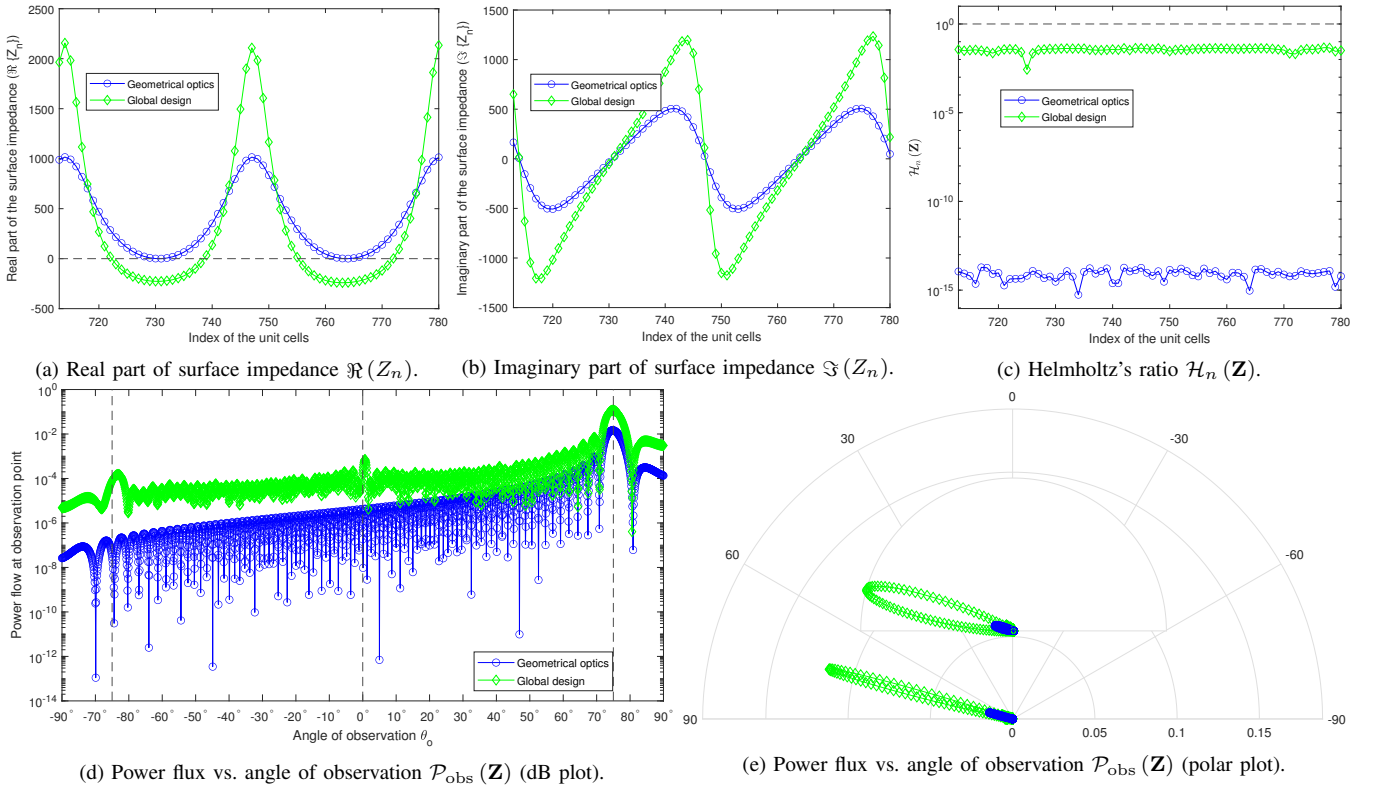 2500
2000
1500
1000
500
0
-500
720 730 740 750 760 770 780
Index of the unit cells
Real part of the surface impedance (ℜ {Z_n})
Geometrical optics
Global design
(a) Real part of surface impedance ℜ (Z_n).
1500
1000
500
0
-500
-1000
-1500
720 730 740 750 760 770 780
Index of the unit cells
Imaginary part of the surface impedance (ℑ {Z_n})
Geometrical optics
Global design
(b) Imaginary part of surface impedance ℑ (Z_n).
10^0
10^-5
10^-10
10^-15
720 730 740 750 760 770 780
Index of the unit cells
ℋ_n (Z)
Geometrical optics
Global design
(c) Helmholtz's ratio ℋ_n (Z).
10^0
10^-2
10^-4
10^-6
10^-8
10^-10
10^-12
10^-14
-90° -70° -80° -60° -50° -40° -30° -20° -10° 0° 10° 20° 30° 40° 50° 60° 70° 80° 90°
Angle of observation θ_o
Power flow at observation point
Geometrical optics
Global design
(d) Power flux vs. angle of observation 𝒫_obs (Z) (dB plot).
0
30 -30
60 -60
90 -90
0 0.05 0.1 0.15
(e) Power flux vs. angle of observation 𝒫_obs (Z) (polar plot).